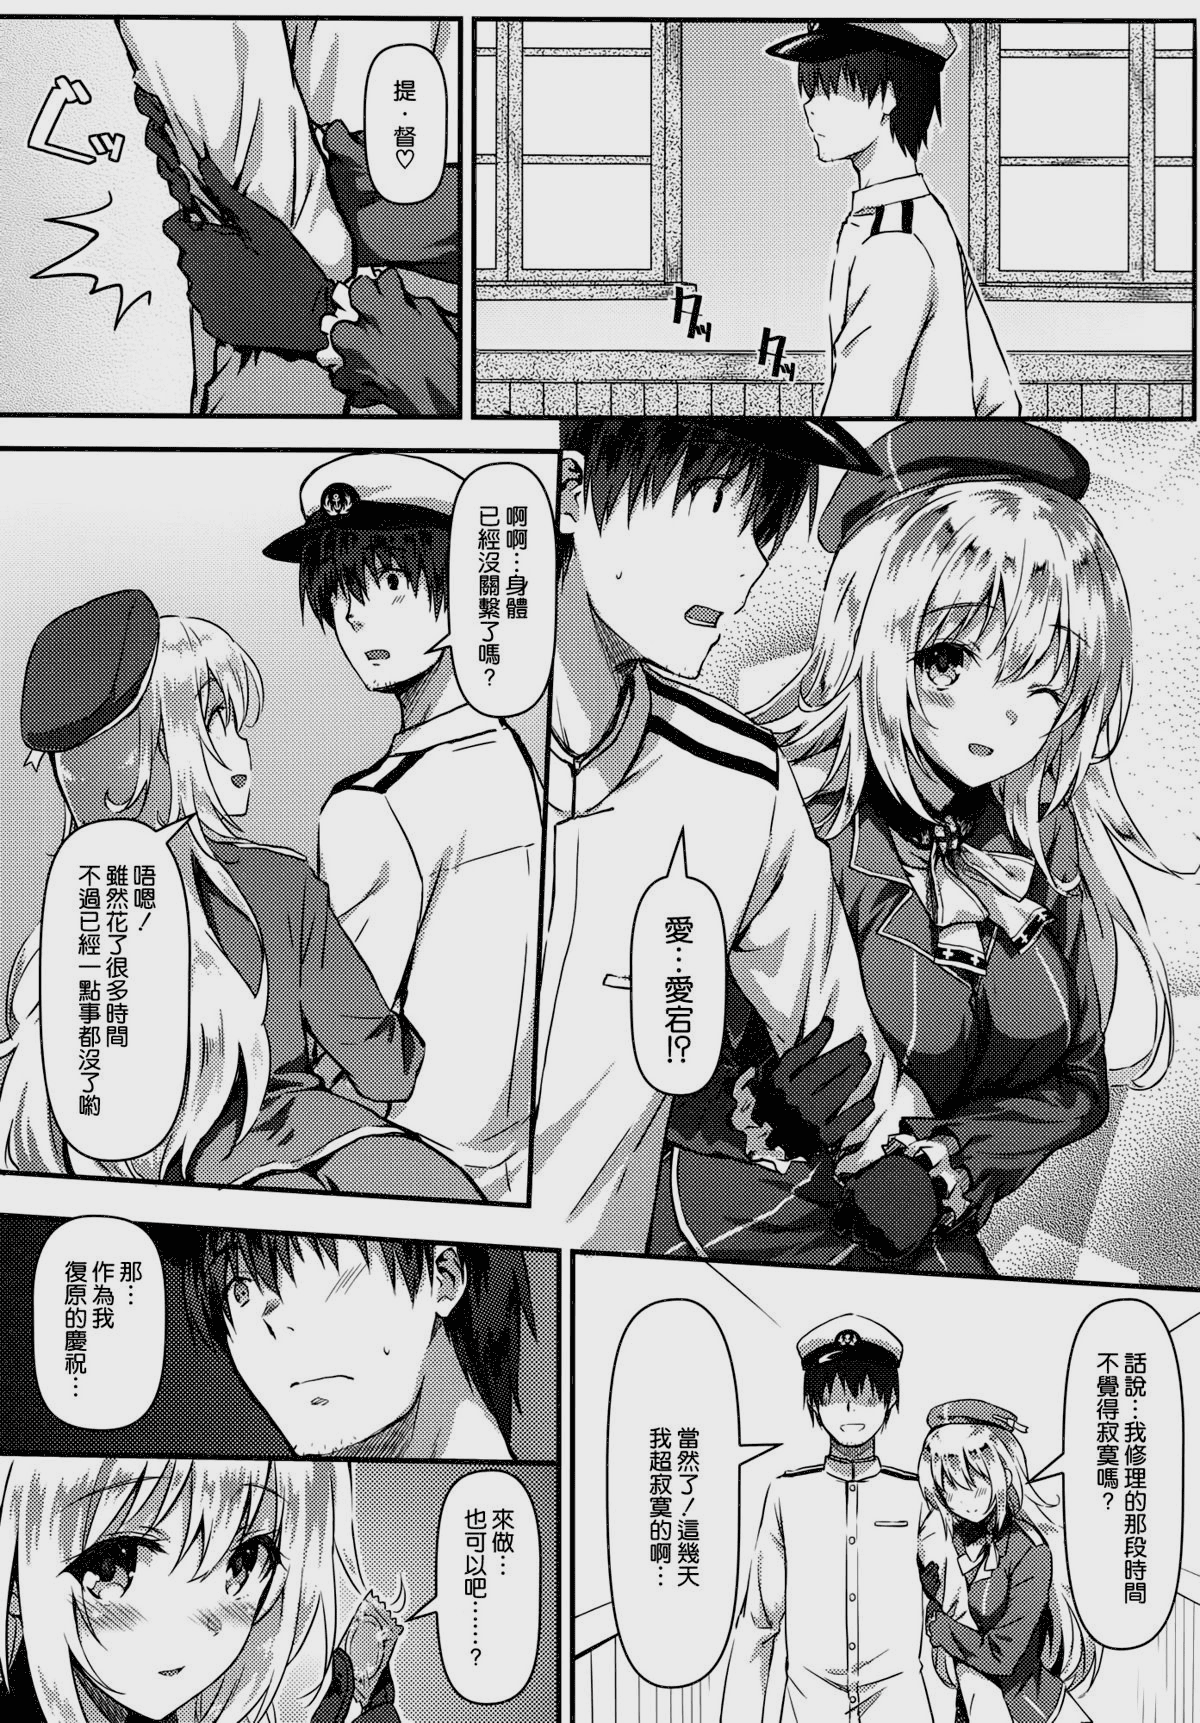 タッ
タッ
提·督♡
グッ
愛…愛宕!?
啊啊…身體
已經沒關繫了嗎？
唔嗯！
雖然花了很多時間
不過已經一點事都沒了喲
話說…我修理的那段時間
不覺得寂寞嗎？
當然了！這幾天
我超寂寞的啊…
那…
作為我
復原的慶祝…
來做…
也可以吧……？